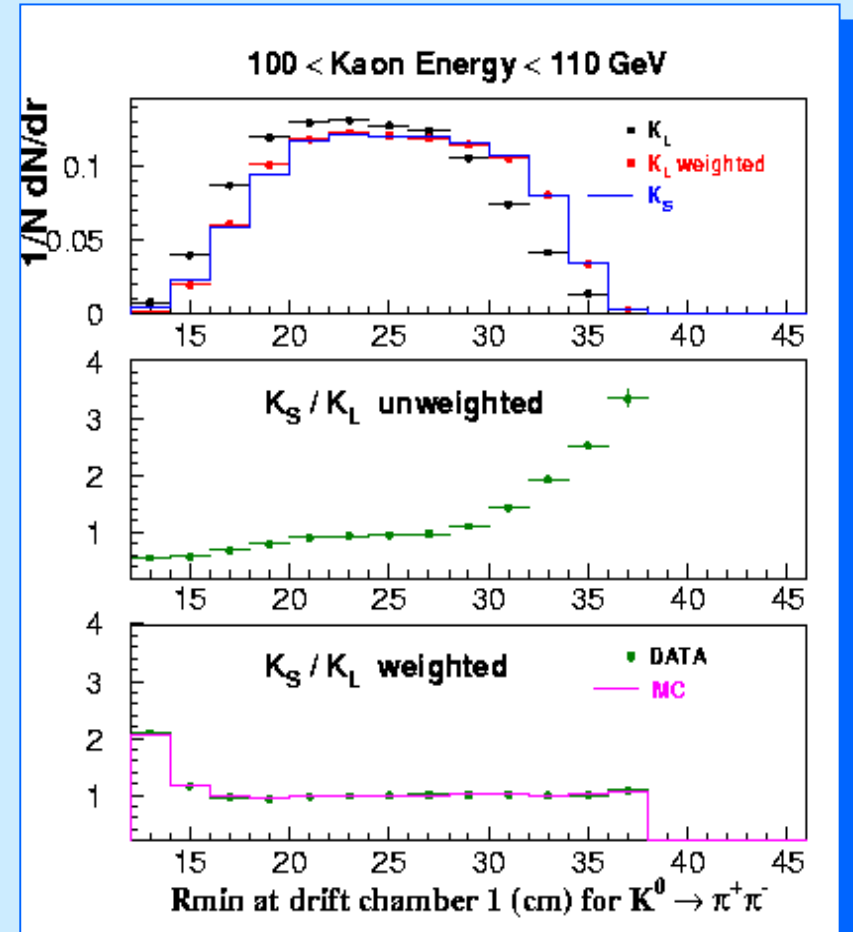 100 < Kaon Energy < 110 GeV
1/N dN/dr
0.1
0.05
0
K_L
K_L weighted
K_S
15 20 25 30 35 40 45
4
3
2
1
K_S / K_L unweighted
15 20 25 30 35 40 45
4
3
2
1
K_S / K_L weighted
DATA
MC
15 20 25 30 35 40 45
Rmin at drift chamber 1 (cm) for K⁰ → π⁺π⁻